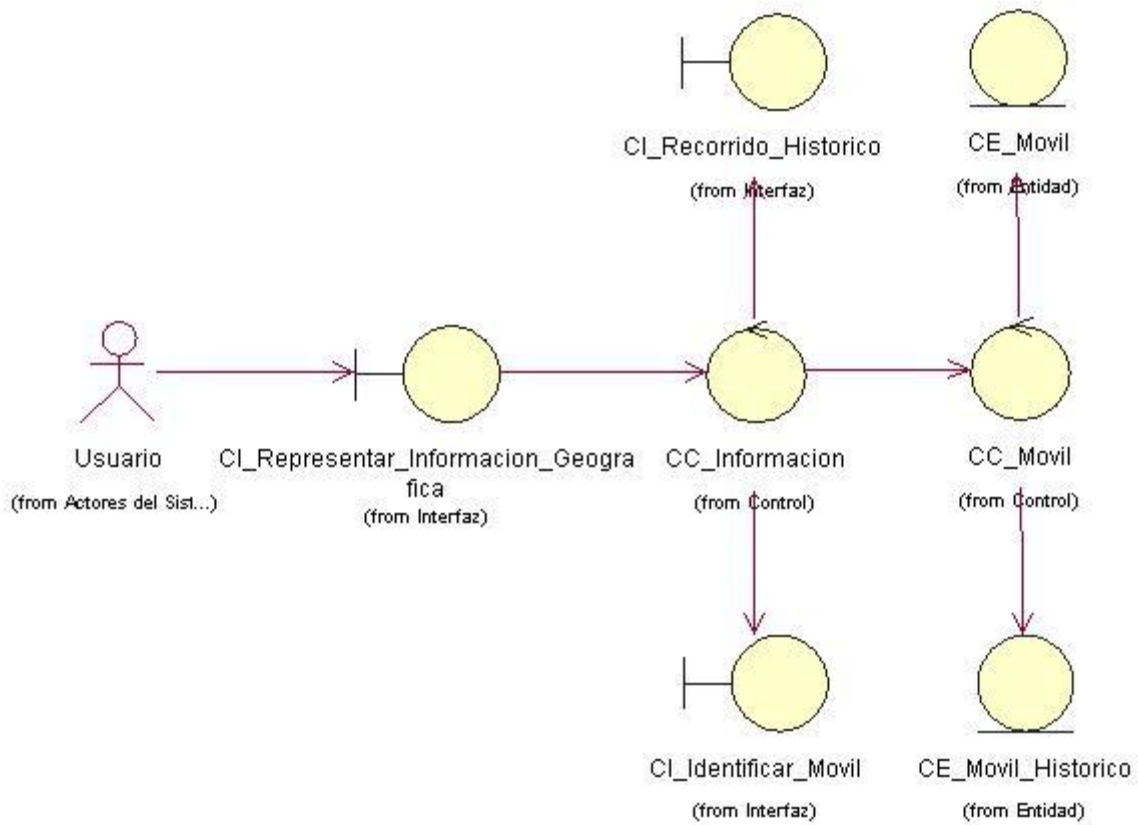 CI_Recorrido_Historico
(from Interfaz)
CE_Movil
(from Entidad)
Usuario
(from Actores del Sist...)
CI_Representar_Informacion_Geogra
fica
(from Interfaz)
CC_Informacion
(from Control)
CC_Movil
(from Control)
CI_Identificar_Movil
(from Interfaz)
CE_Movil_Historico
(from Entidad)